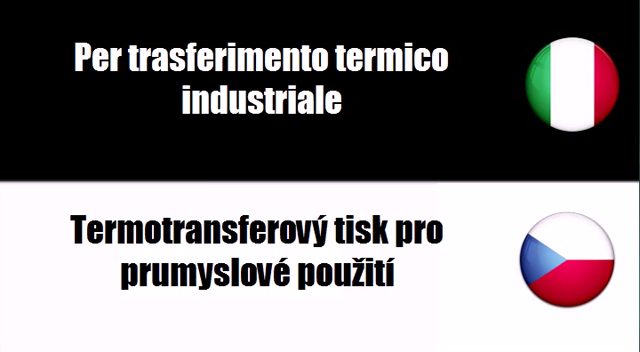 Per trasferimento termico
industriale
Termotransferový tisk pro
prumyslové použití